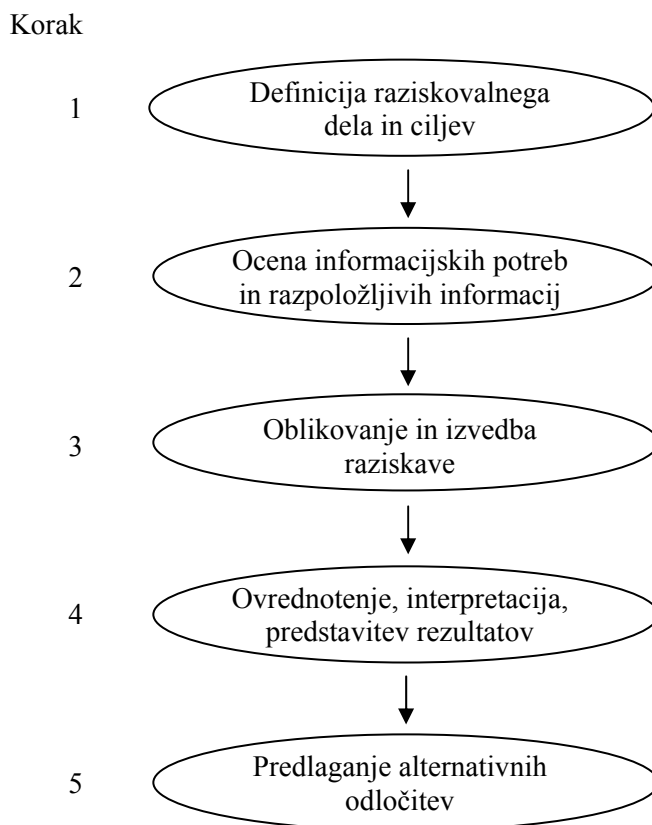 Korak
1
Definicija raziskovalnega
dela in ciljev
2
Ocena informacijskih potreb
in razpoložljivih informacij
3
Oblikovanje in izvedba
raziskave
4
Ovrednotenje, interpretacija,
predstavitev rezultatov
5
Predlaganje alternativnih
odločitev